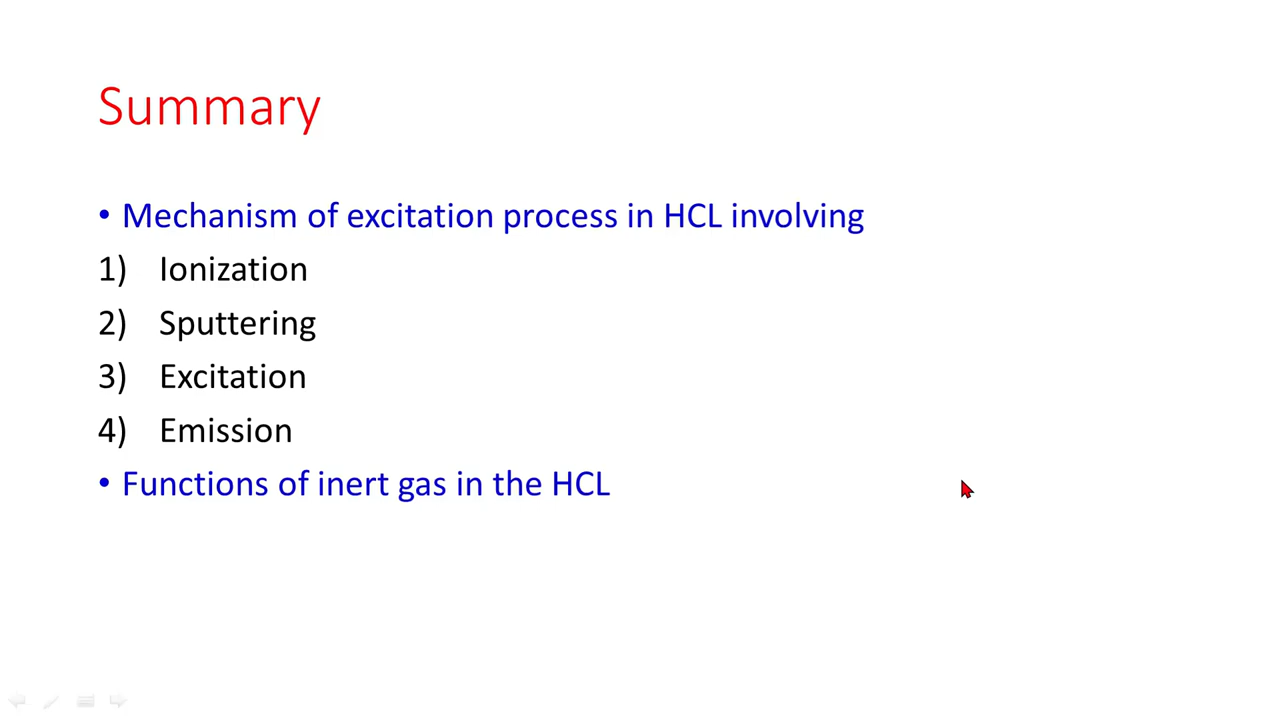 Summary
• Mechanism of excitation process in HCL involving
1) Ionization
2) Sputtering
3) Excitation
4) Emission
• Functions of inert gas in the HCL